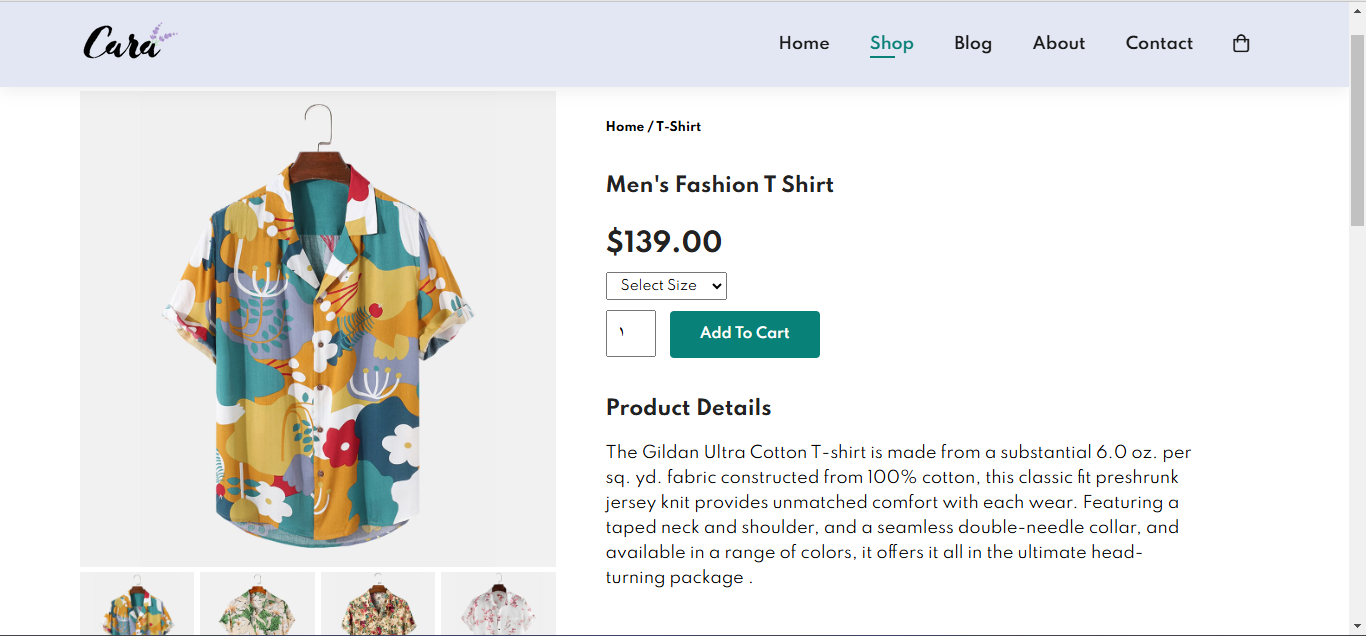 Cara
Home Shop Blog About Contact
Home / T-Shirt
Men's Fashion T Shirt
$139.00
Select Size
Add To Cart
Product Details
The Gildan Ultra Cotton T-shirt is made from a substantial 6.0 oz. per
sq. yd. fabric constructed from 100% cotton, this classic fit preshrunk
jersey knit provides unmatched comfort with each wear. Featuring a
taped neck and shoulder, and a seamless double-needle collar, and
available in a range of colors, it offers it all in the ultimate head-
turning package .